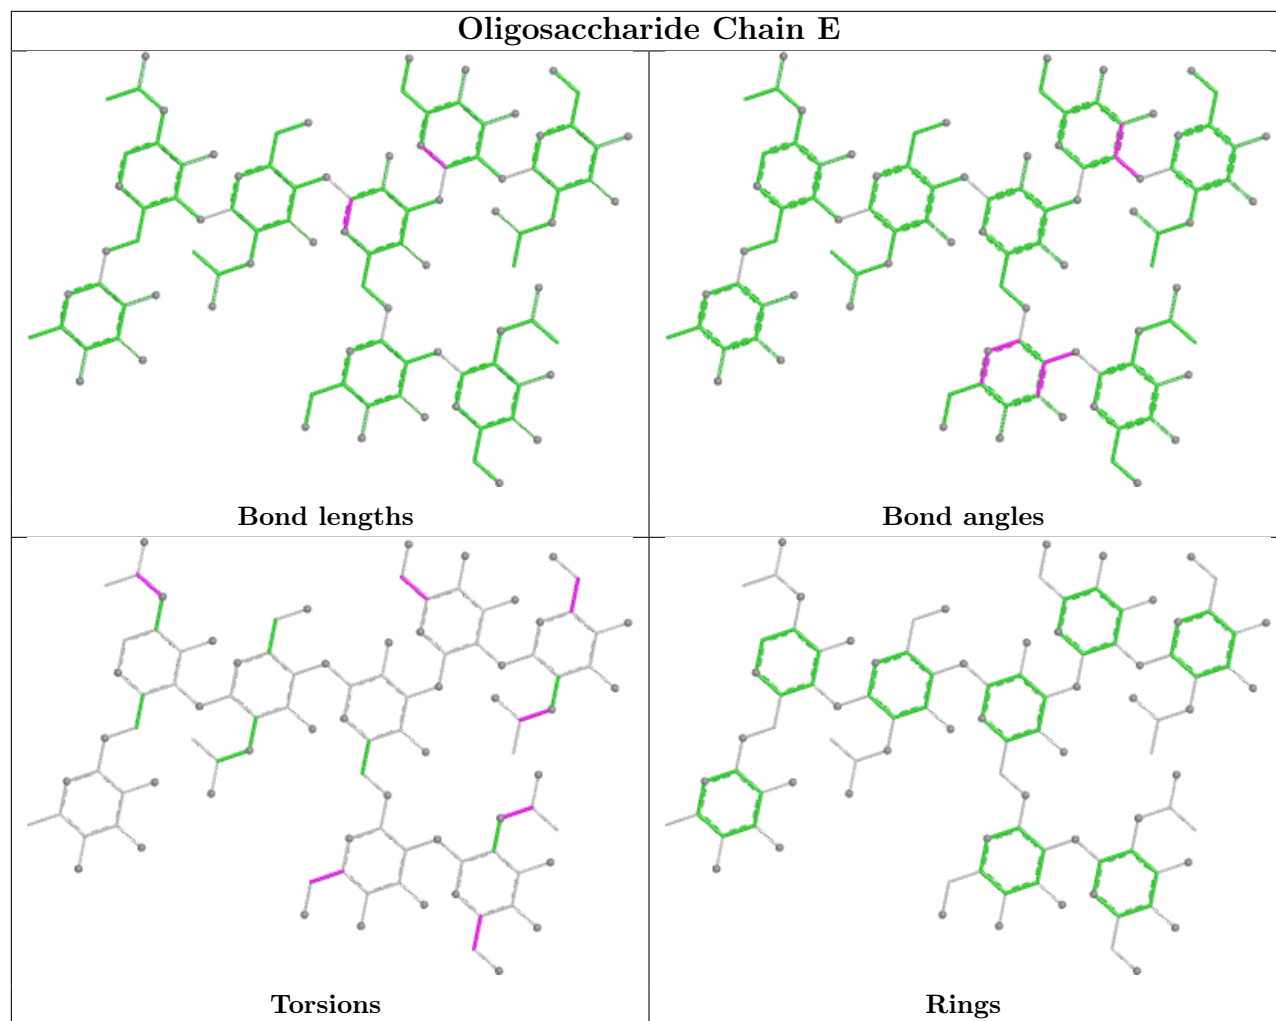 Oligosaccharide Chain E
Bond lengths
Bond angles
Torsions
Rings